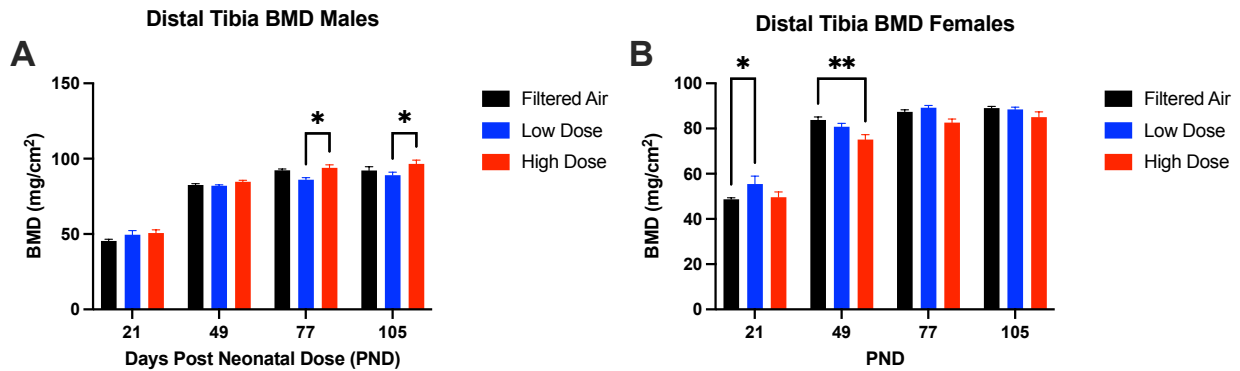 Distal Tibia BMD Males
A
150
100
50
0
BMD (mg/cm²)
*
*
21 49 77 105
Days Post Neonatal Dose (PND)
Filtered Air
Low Dose
High Dose
Distal Tibia BMD Females
B
100
80
60
40
20
0
BMD (mg/cm²)
*
**
21 49 77 105
PND
Filtered Air
Low Dose
High Dose